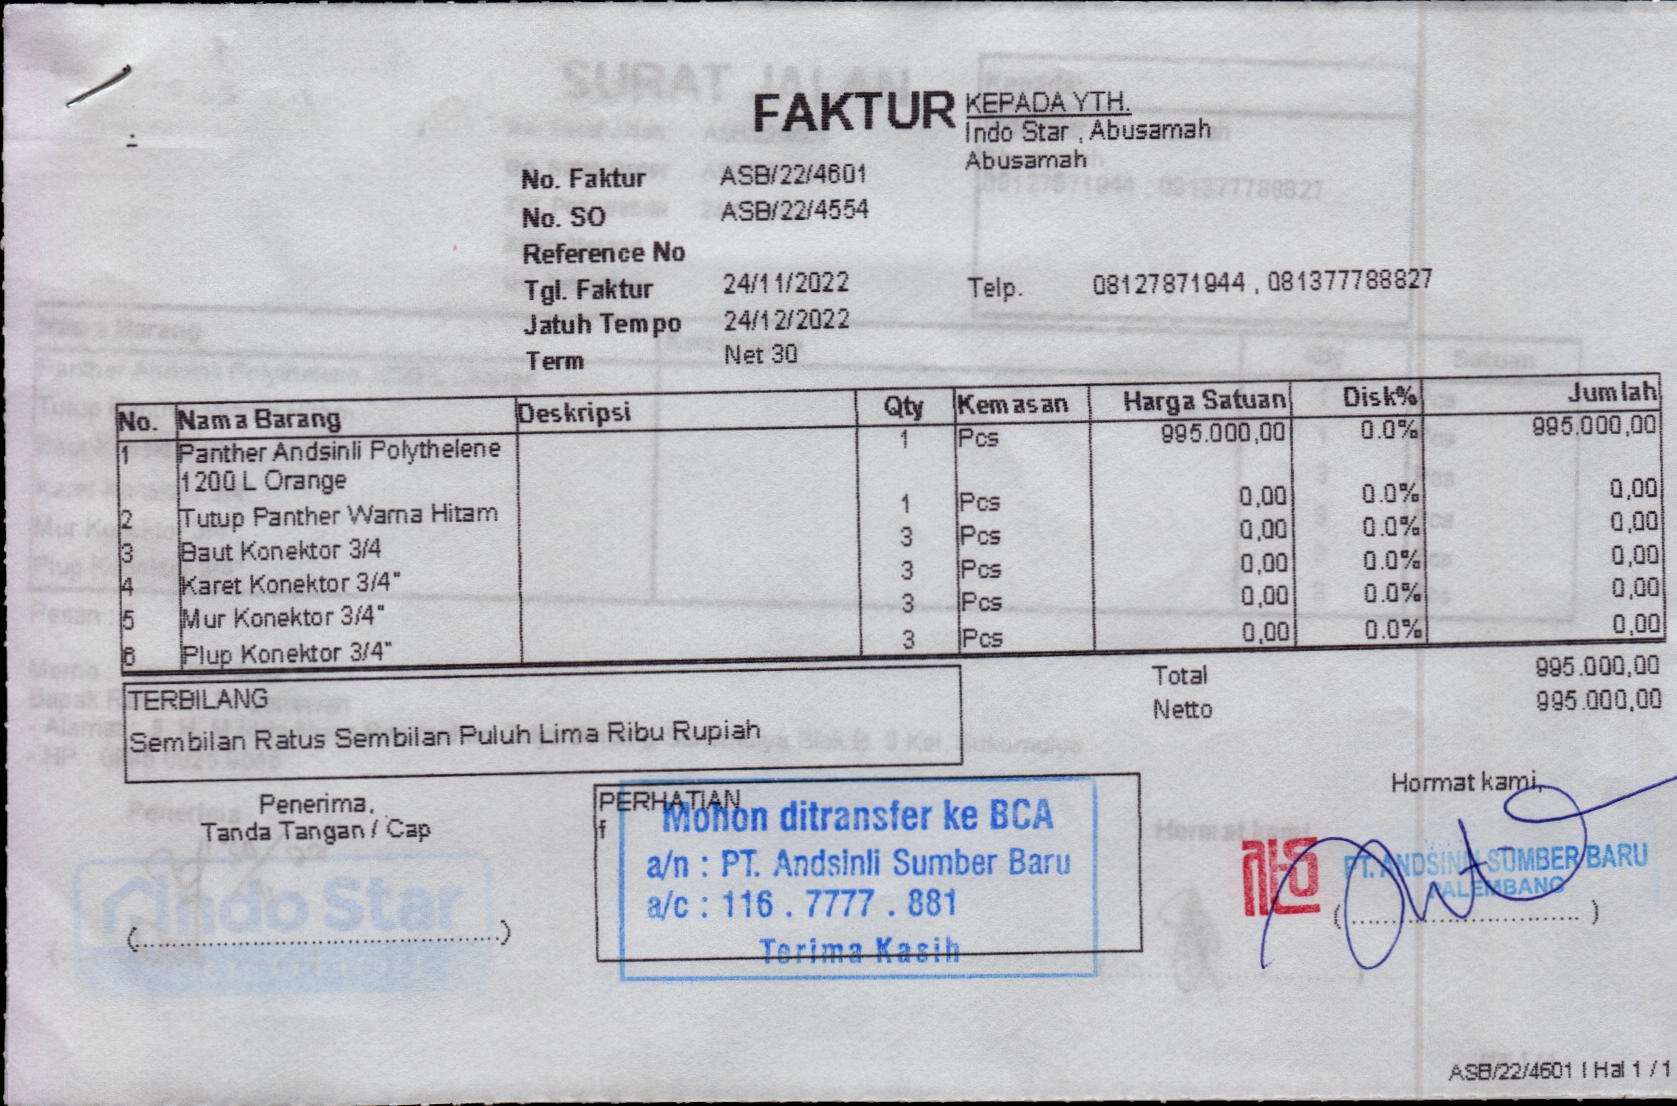 FAKTUR
KEPADA YTH.
Indo Star , Abusamah
Abusamah
No. Faktur ASB/22/4601
No. SO ASB/22/4554
Reference No
Tgl. Faktur 24/11/2022
Telp. 08127871944 , 081377788827
Jatuh Tempo 24/12/2022
Term Net 30
No. Nama Barang Deskripsi Qty Kemasan Harga Satuan Disk% Jumlah
1 Panther Andsinli Polythelene 1 Pcs 995.000,00 0.0% 995.000,00
1200 L Orange
2 Tutup Panther Warna Hitam 1 Pcs 0,00 0.0% 0,00
3 Baut Konektor 3/4 3 Pcs 0,00 0.0% 0,00
4 Karet Konektor 3/4" 3 Pcs 0,00 0.0% 0,00
5 Mur Konektor 3/4" 3 Pcs 0,00 0.0% 0,00
6 Plup Konektor 3/4" 3 Pcs 0,00 0.0% 0,00
Total 995.000,00
Netto 995.000,00
TERBILANG
Sembilan Ratus Sembilan Puluh Lima Ribu Rupiah
Penerima,
Tanda Tangan / Cap
(..............................................)
Indo Star
PERHATIAN
f
Mohon ditransfer ke BCA
a/n : PT. Andsinli Sumber Baru
a/c : 116 . 7777 . 881
Terima Kasih
Hormat kami,
PT. ANDSINLI SUMBER BARU
PALEMBANG
(..............................)
ASB/22/4601 | Hal 1 / 1
SURAT JALAN